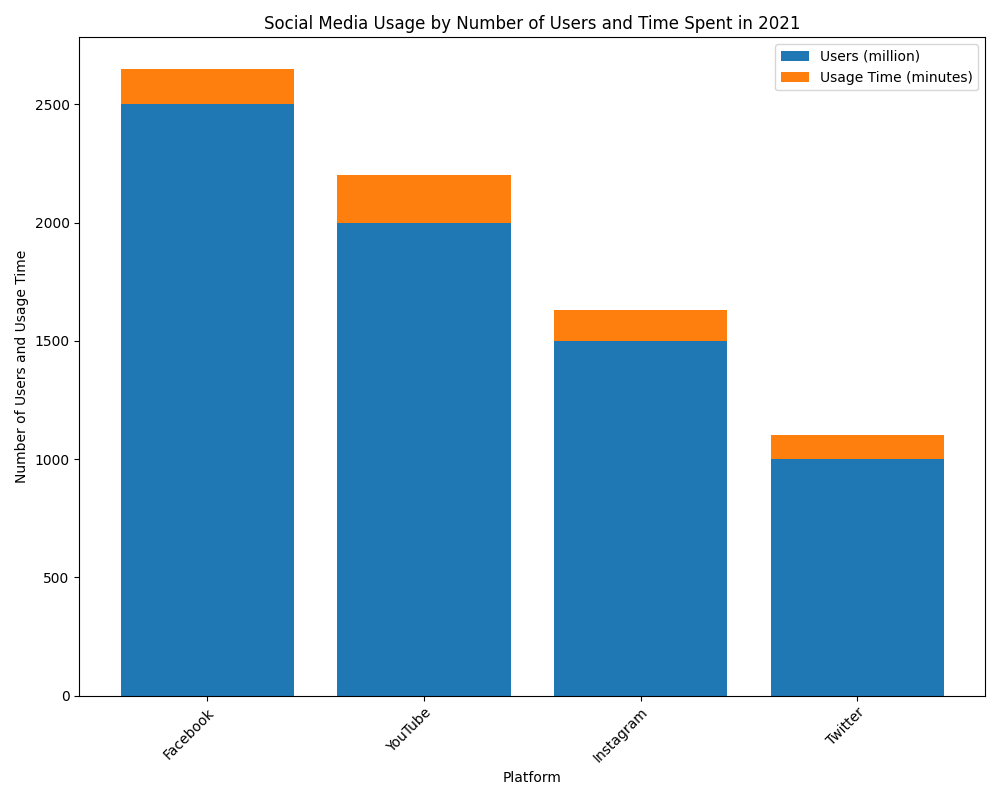 Social Media Usage by Number of Users and Time Spent in 2021
Users (million)
Usage Time (minutes)
Number of Users and Usage Time
2500
2000
1500
1000
500
0
Facebook
YouTube
Instagram
Twitter
Platform